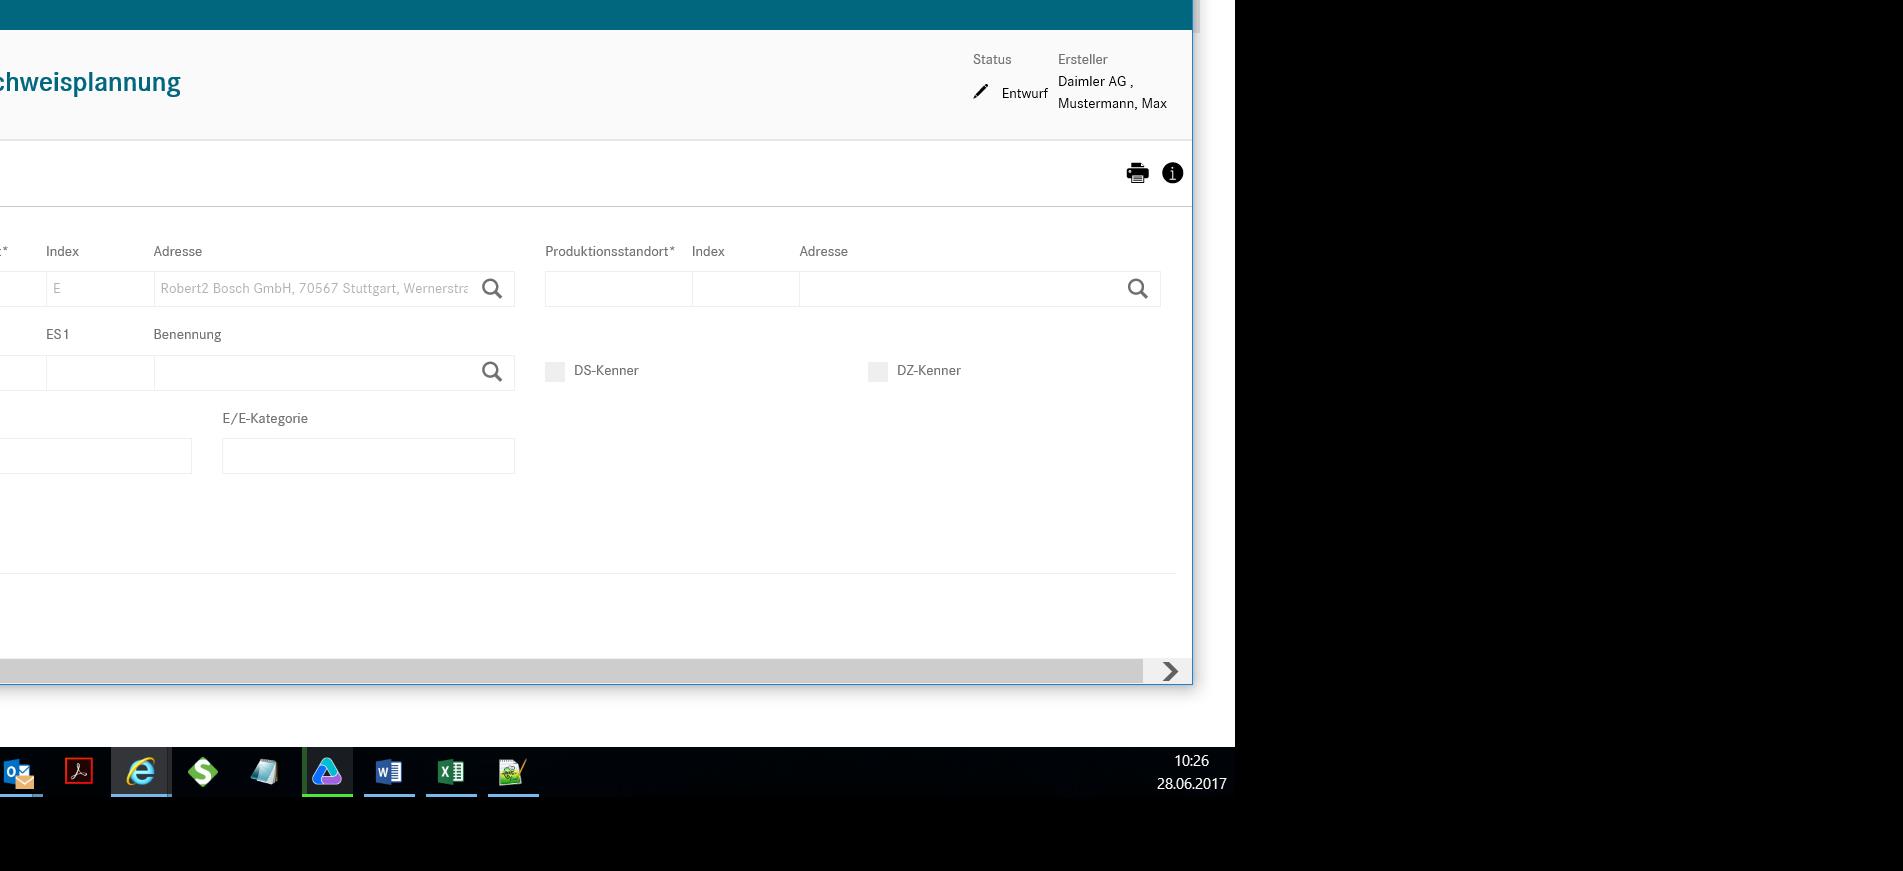 chweisplannung
Status
Entwurf
Ersteller
Daimler AG ,
Mustermann, Max
Index
Adresse
E
Robert2 Bosch GmbH, 70567 Stuttgart, Wernerstra
Produktionsstandort*
Index
Adresse
ES1
Benennung
DS-Kenner
DZ-Kenner
E/E-Kategorie
10:26
28.06.2017